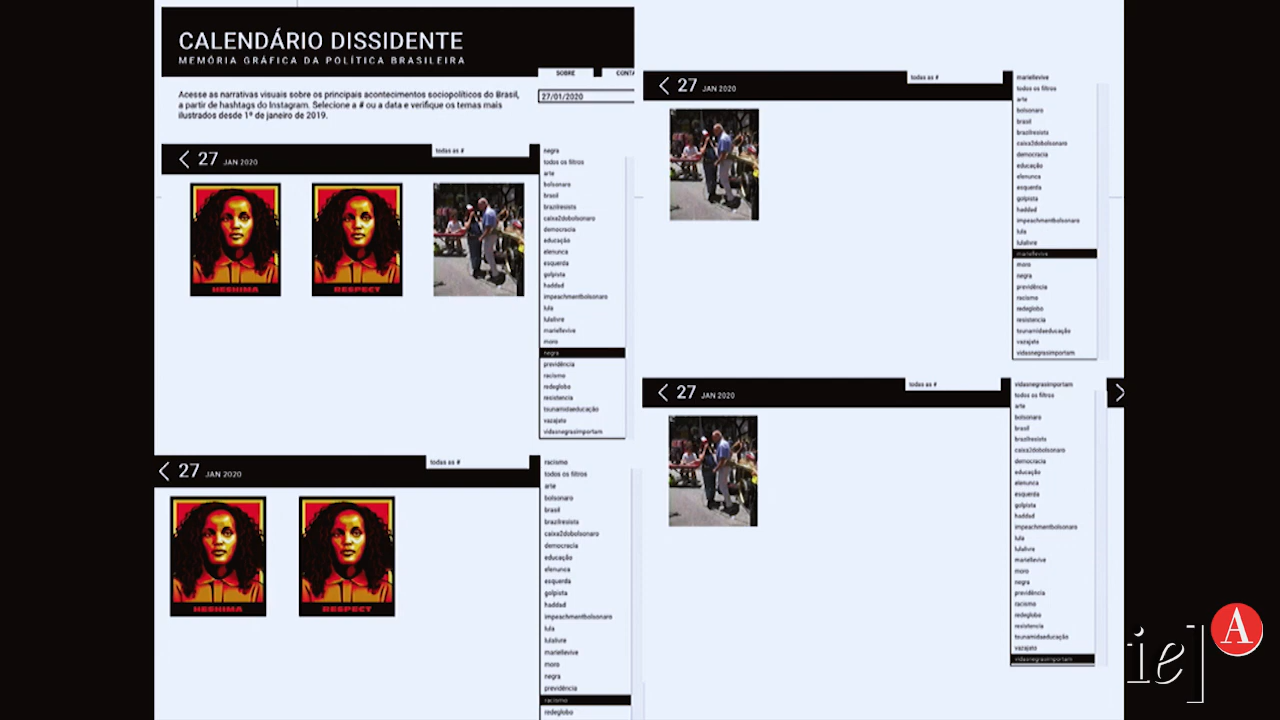 CALENDÁRIO DISSIDENTE
MEMÓRIA GRÁFICA DA POLÍTICA BRASILEIRA
SOBRE
CONTA
Acesse as narrativas visuais sobre os principais acontecimentos sociopolíticos do Brasil,
a partir de hashtags do Instagram. Selecione a # ou a data e verifique os temas mais
ilustrados desde 1º de janeiro de 2019.
27/01/2020
27 JAN 2020
todas as #
negra
todos os filtros
arte
bolsonaro
brasil
brazilresists
caixa2dobolsonaro
democracia
educação
elenunca
esquerda
golpista
haddad
impeachmentbolsonaro
lula
lulalivre
mariellevive
moro
negra
previdência
racismo
redeglobo
resistencia
tsunamidaeducação
vazajato
vidasnegrasimportam
HESHIMA
RESPECT
27 JAN 2020
todas as #
racismo
todos os filtros
arte
bolsonaro
brasil
brazilresists
caixa2dobolsonaro
democracia
educação
elenunca
esquerda
golpista
haddad
impeachmentbolsonaro
lula
lulalivre
mariellevive
moro
negra
previdência
racismo
redeglobo
HESHIMA
RESPECT
27 JAN 2020
todas as #
mariellevive
todos os filtros
arte
bolsonaro
brasil
brazilresists
caixa2dobolsonaro
democracia
educação
elenunca
esquerda
golpista
haddad
impeachmentbolsonaro
lula
lulalivre
mariellevive
moro
negra
previdência
racismo
redeglobo
resistencia
tsunamidaeducação
vazajato
vidasnegrasimportam
27 JAN 2020
todas as #
vidasnegrasimportam
todos os filtros
arte
bolsonaro
brasil
brazilresists
caixa2dobolsonaro
democracia
educação
elenunca
esquerda
golpista
haddad
impeachmentbolsonaro
lula
lulalivre
mariellevive
moro
negra
previdência
racismo
redeglobo
resistencia
tsunamidaeducação
vazajato
vidasnegrasimportam
ie]
A